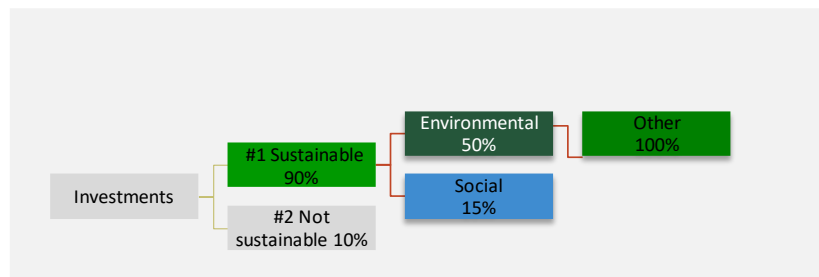 Investments
#1 Sustainable
90%
#2 Not
sustainable 10%
Environmental
50%
Social
15%
Other
100%